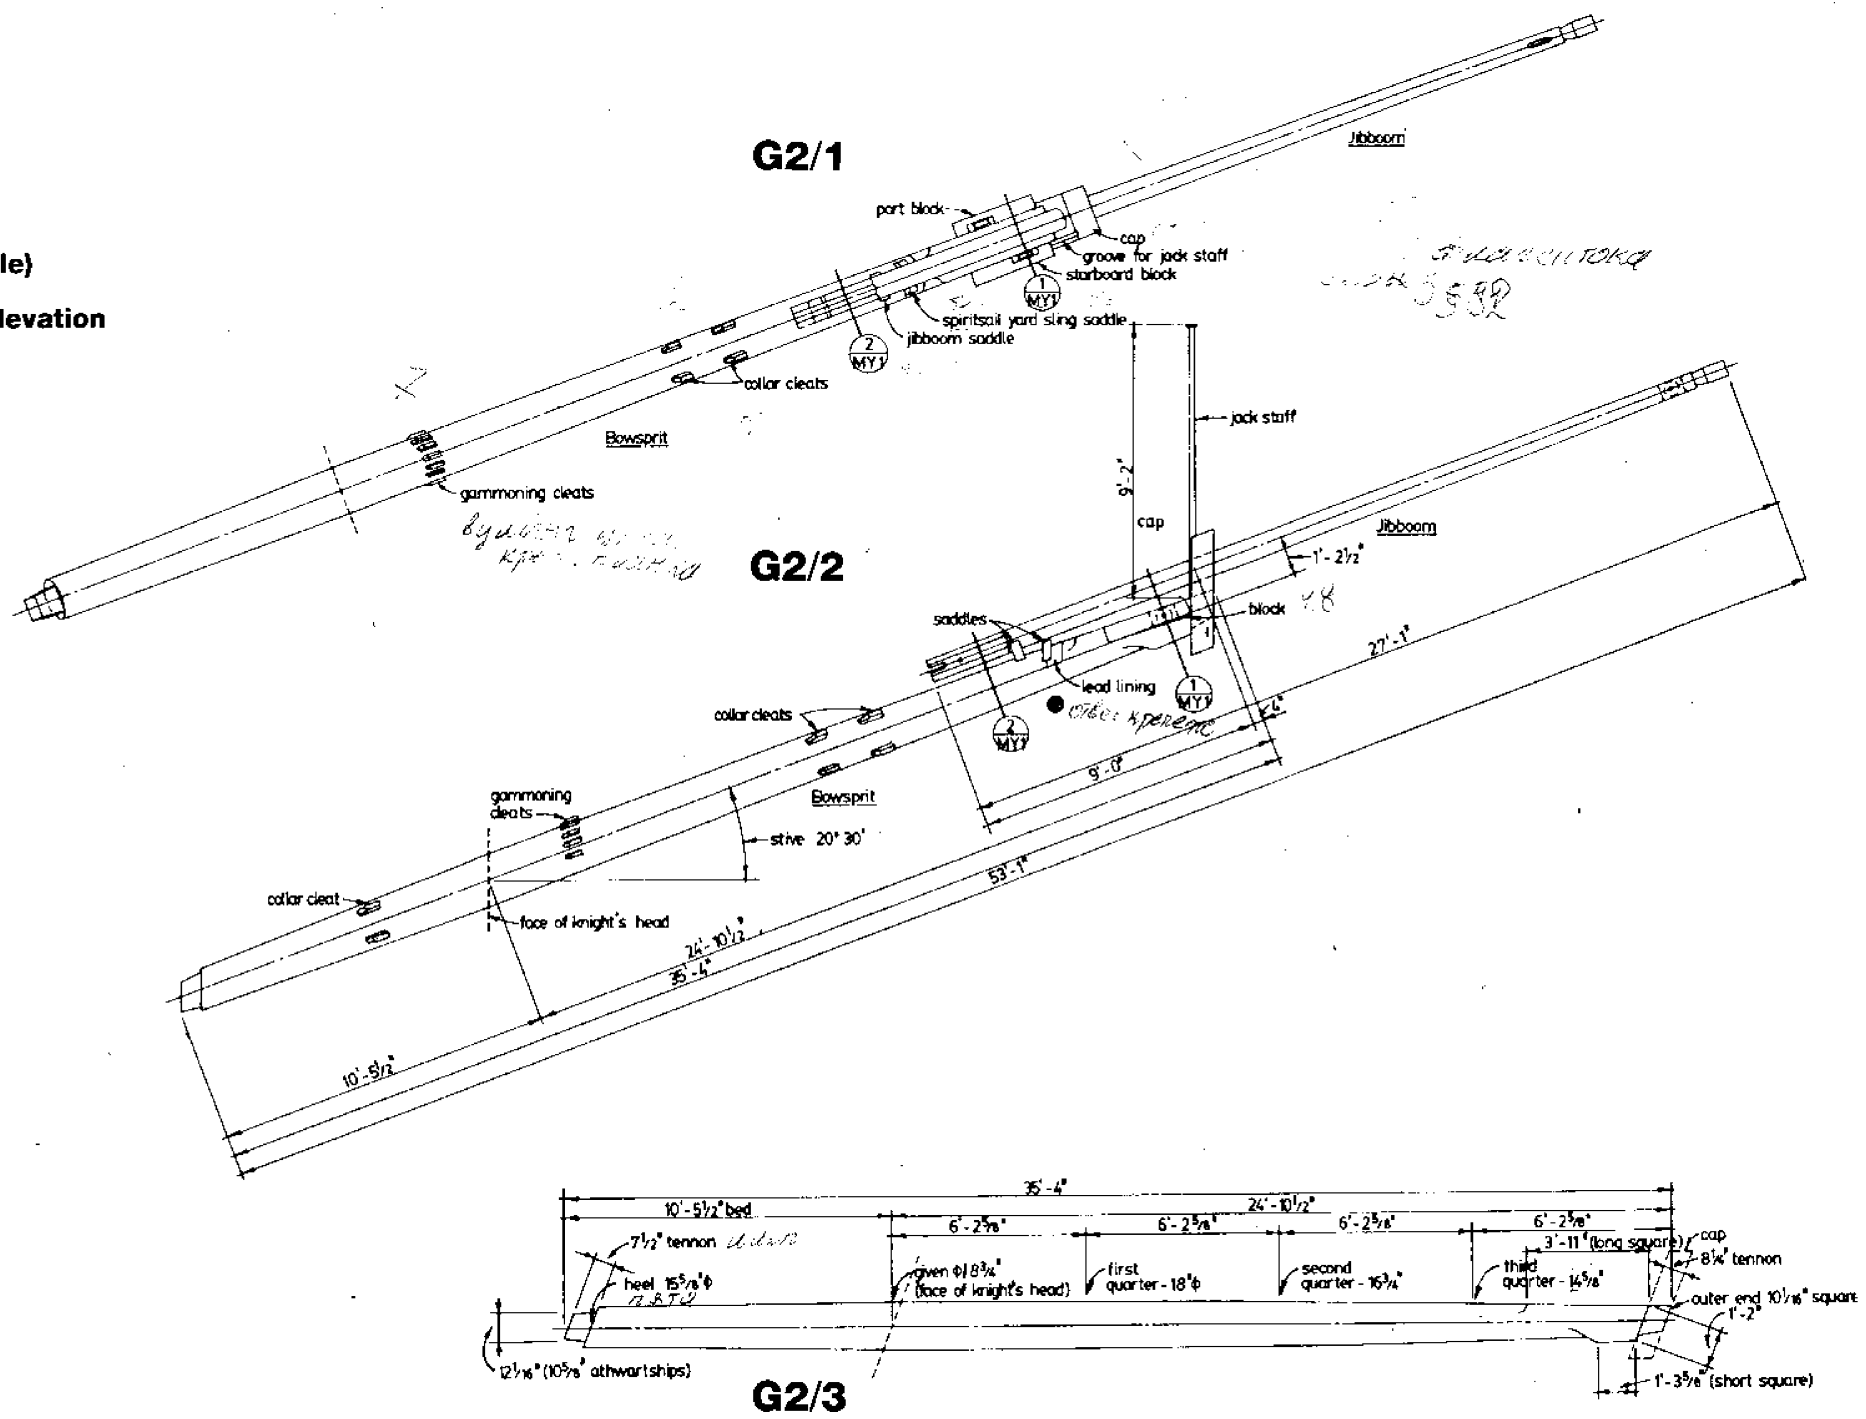 G2/1
Jibboom
port block
cap
groove for jack staff
starboard block
1
MY1
spiritsail yard sling saddle
jibboom saddle
2
MY1
collar cleats
Bowsprit
gammoning cleats
le)
levation
G2/2
9'-2"
jack staff
cap
Jibboom
1'-2½"
block
saddles
lead lining
1
MY1
2
MY1
collar cleats
4"
27'-1"
9'-0"
Bowsprit
gammoning
cleats
stive 20° 30'
collar cleat
face of knight's head
53'-1"
24'-10½"
35'-4"
10'-5½"
35'-4"
10'-5½" bed
24'-10½"
6'-2⅝"
6'-2⅝"
6'-2⅝"
6'-2⅝"
3'-11" (long square)
cap
8¼" tennon
7½" tennon
heel 15⅝"ϕ
given ϕ18¾"
(face of knight's head)
first
quarter - 18"ϕ
second
quarter - 16¾"
third
quarter - 14⅝"
outer end 10 1/16" square
1'-2"
12 1/16" (10⅝" athwartships)
1'-3⅝" (short square)
G2/3